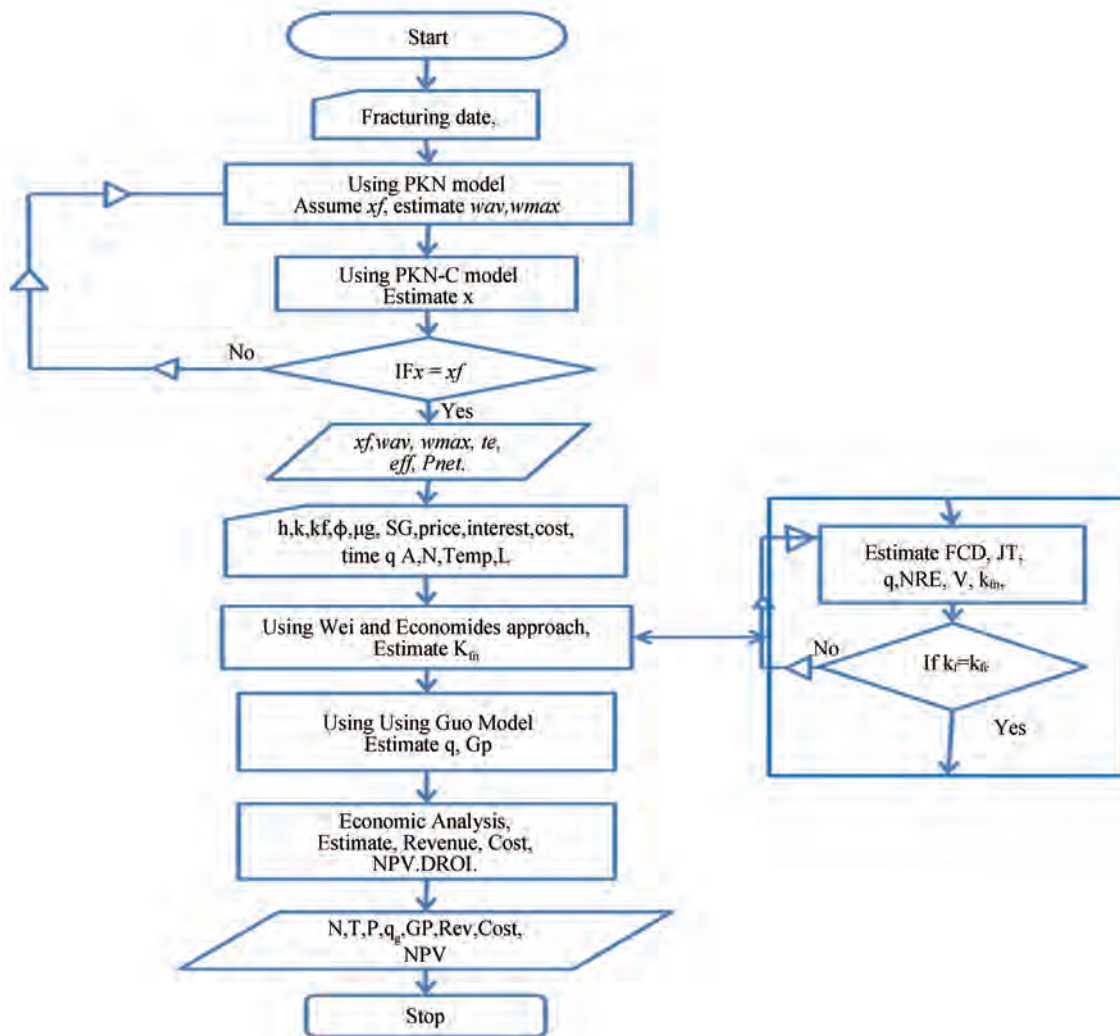 Start
Fracturing date,
Using PKN model
Assume xf, estimate wav,wmax
Using PKN-C model
Estimate x
No
IFx = xf
Yes
xf,wav, wmax, te,
eff, Pnet.
h,k,kf,ϕ,μg, SG,price,interest,cost,
time q A,N,Temp,L
Using Wei and Economides approach,
Estimate Kfn
Using Using Guo Model
Estimate q, Gp
Economic Analysis,
Estimate, Revenue, Cost,
NPV.DROI.
N,T,P,qg,GP,Rev,Cost,
NPV
Stop
Estimate FCD, JT,
q,NRE, V, kfn,
No
If kf=kfc
Yes